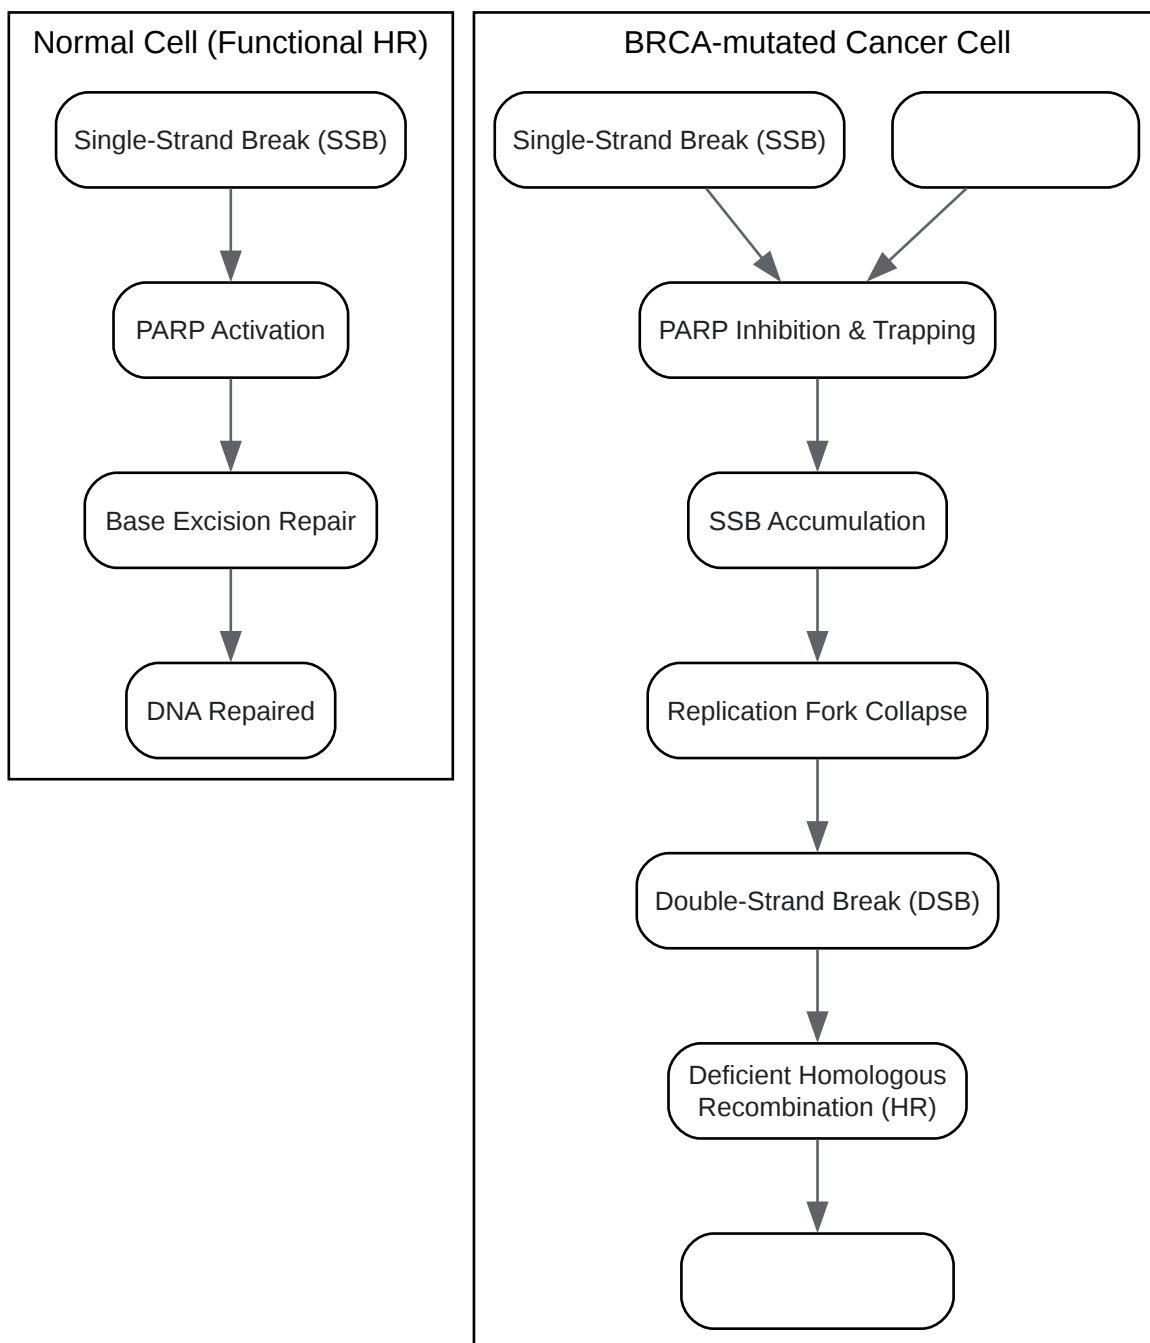 Normal Cell (Functional HR)
Single-Strand Break (SSB)
PARP Activation
Base Excision Repair
DNA Repaired
BRCA-mutated Cancer Cell
Single-Strand Break (SSB)
PARP Inhibition & Trapping
SSB Accumulation
Replication Fork Collapse
Double-Strand Break (DSB)
Deficient Homologous
Recombination (HR)